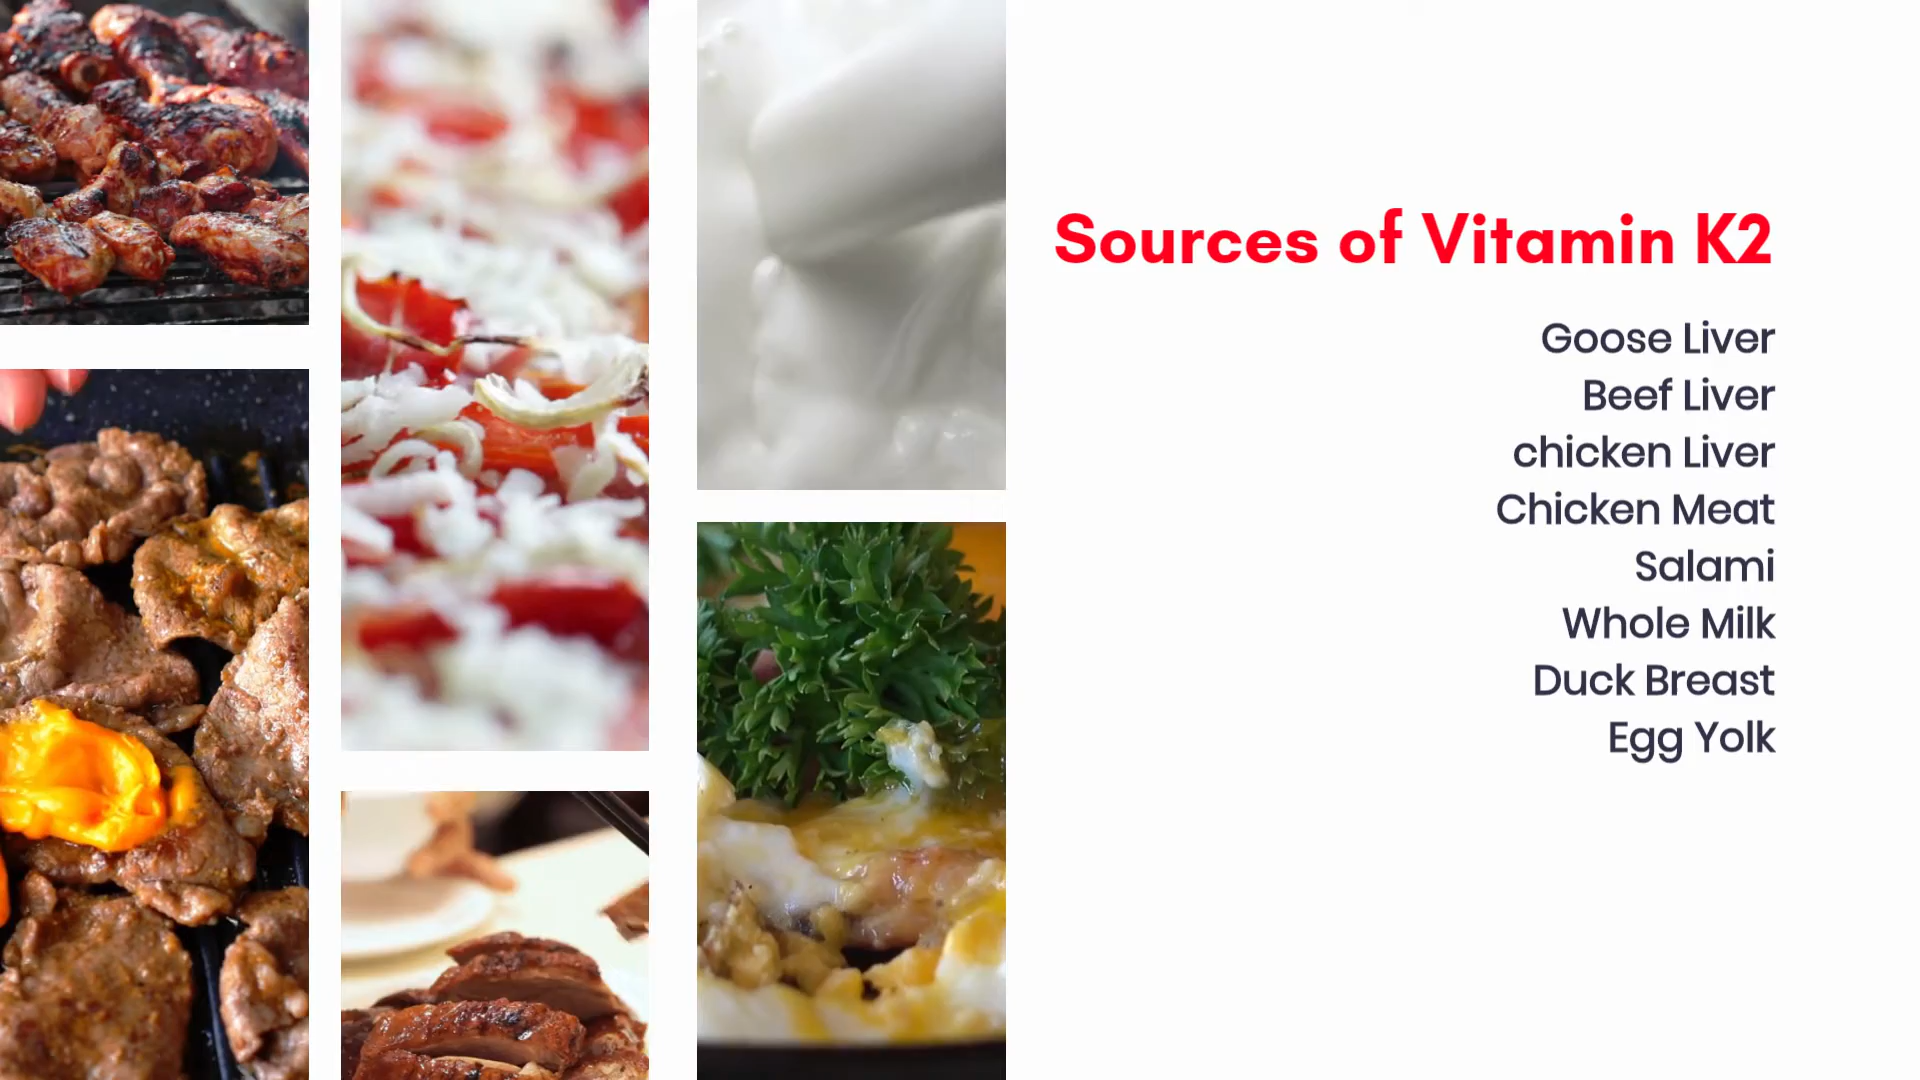 Sources of Vitamin K2
Goose Liver
Beef Liver
chicken Liver
Chicken Meat
Salami
Whole Milk
Duck Breast
Egg Yolk